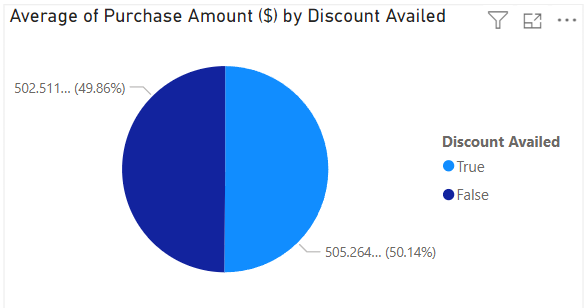 Average of Purchase Amount ($) by Discount Availed
502.511... (49.86%)
Discount Availed
True
False
505.264... (50.14%)